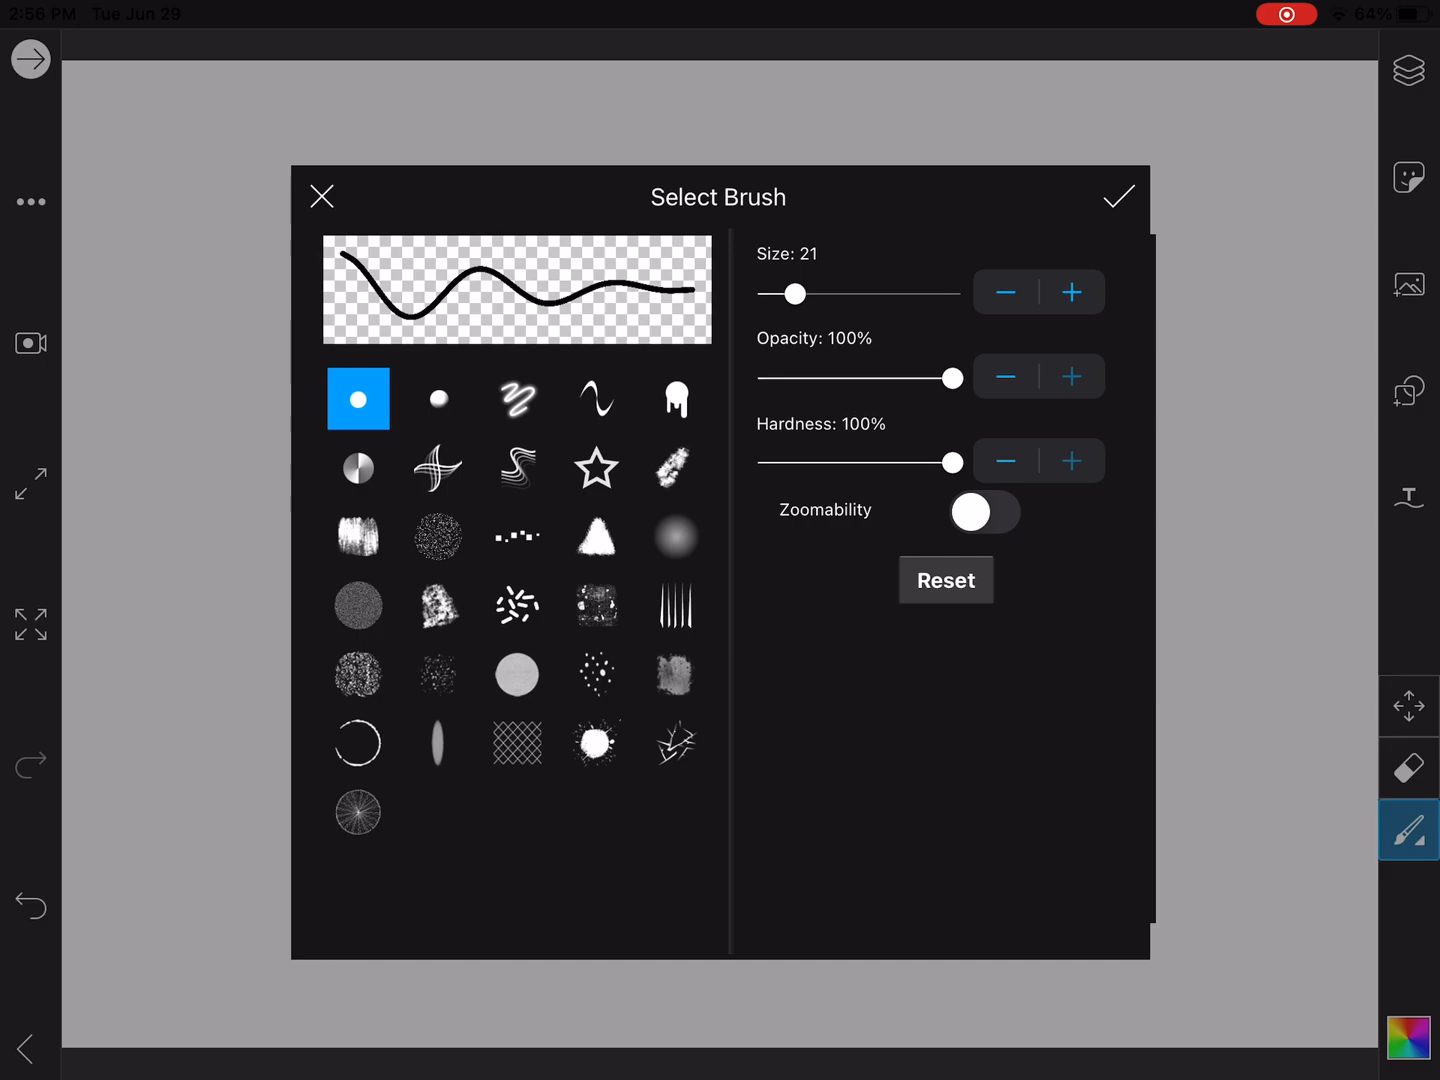 2:56 PM Tue Jun 29
64%
Select Brush
Size: 21
Opacity: 100%
Hardness: 100%
Zoomability
Reset
T